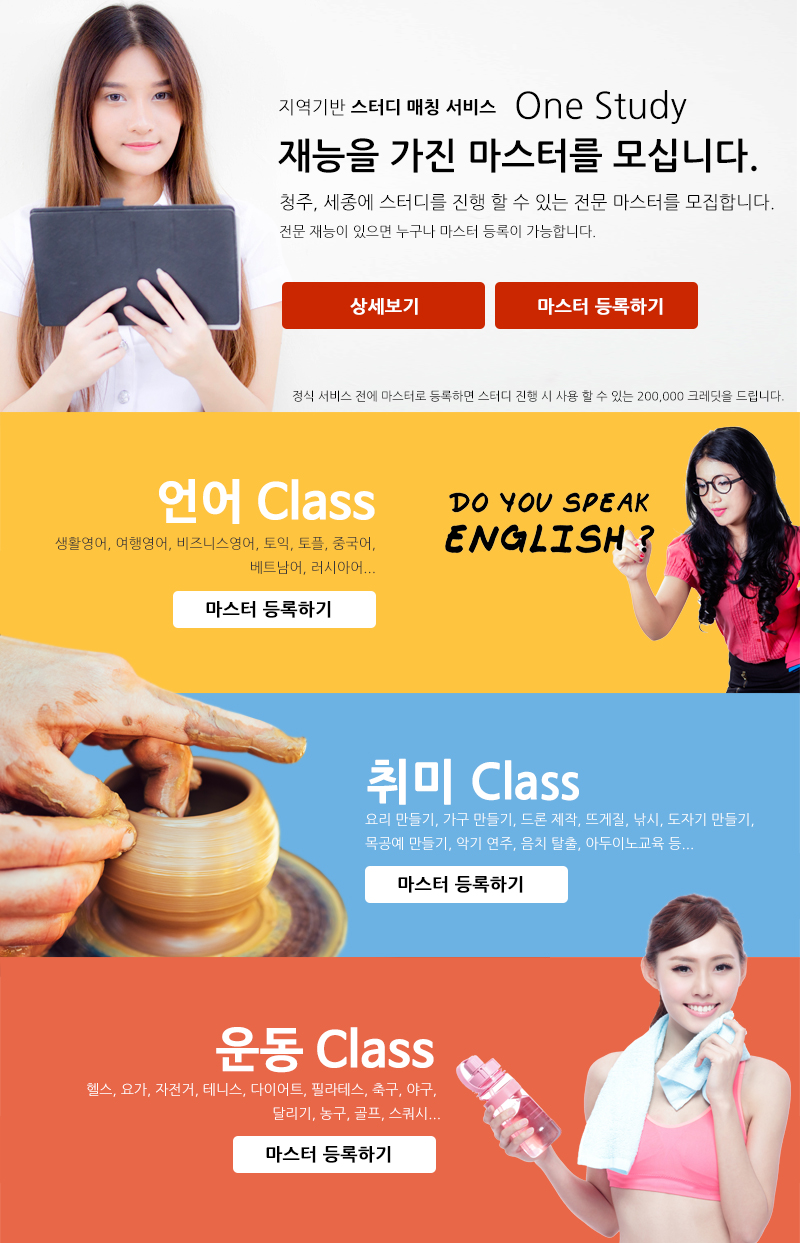 지역기반 스터디 매칭 서비스 One Study
재능을 가진 마스터를 모십니다.
청주, 세종에 스터디를 진행 할 수 있는 전문 마스터를 모집합니다.
전문 재능이 있으면 누구나 마스터 등록이 가능합니다.
상세보기 마스터 등록하기
정식 서비스 전에 마스터로 등록하면 스터디 진행 시 사용 할 수 있는 200,000 크레딧을 드립니다.
언어 Class
생활영어, 여행영어, 비즈니스영어, 토익, 토플, 중국어,
베트남어, 러시아어...
마스터 등록하기
DO YOU SPEAK
ENGLISH ?
취미 Class
요리 만들기, 가구 만들기, 드론 제작, 뜨게질, 낚시, 도자기 만들기,
목공예 만들기, 악기 연주, 음치 탈출, 아두이노교육 등...
마스터 등록하기
운동 Class
헬스, 요가, 자전거, 테니스, 다이어트, 필라테스, 축구, 야구,
달리기, 농구, 골프, 스쿼시...
마스터 등록하기